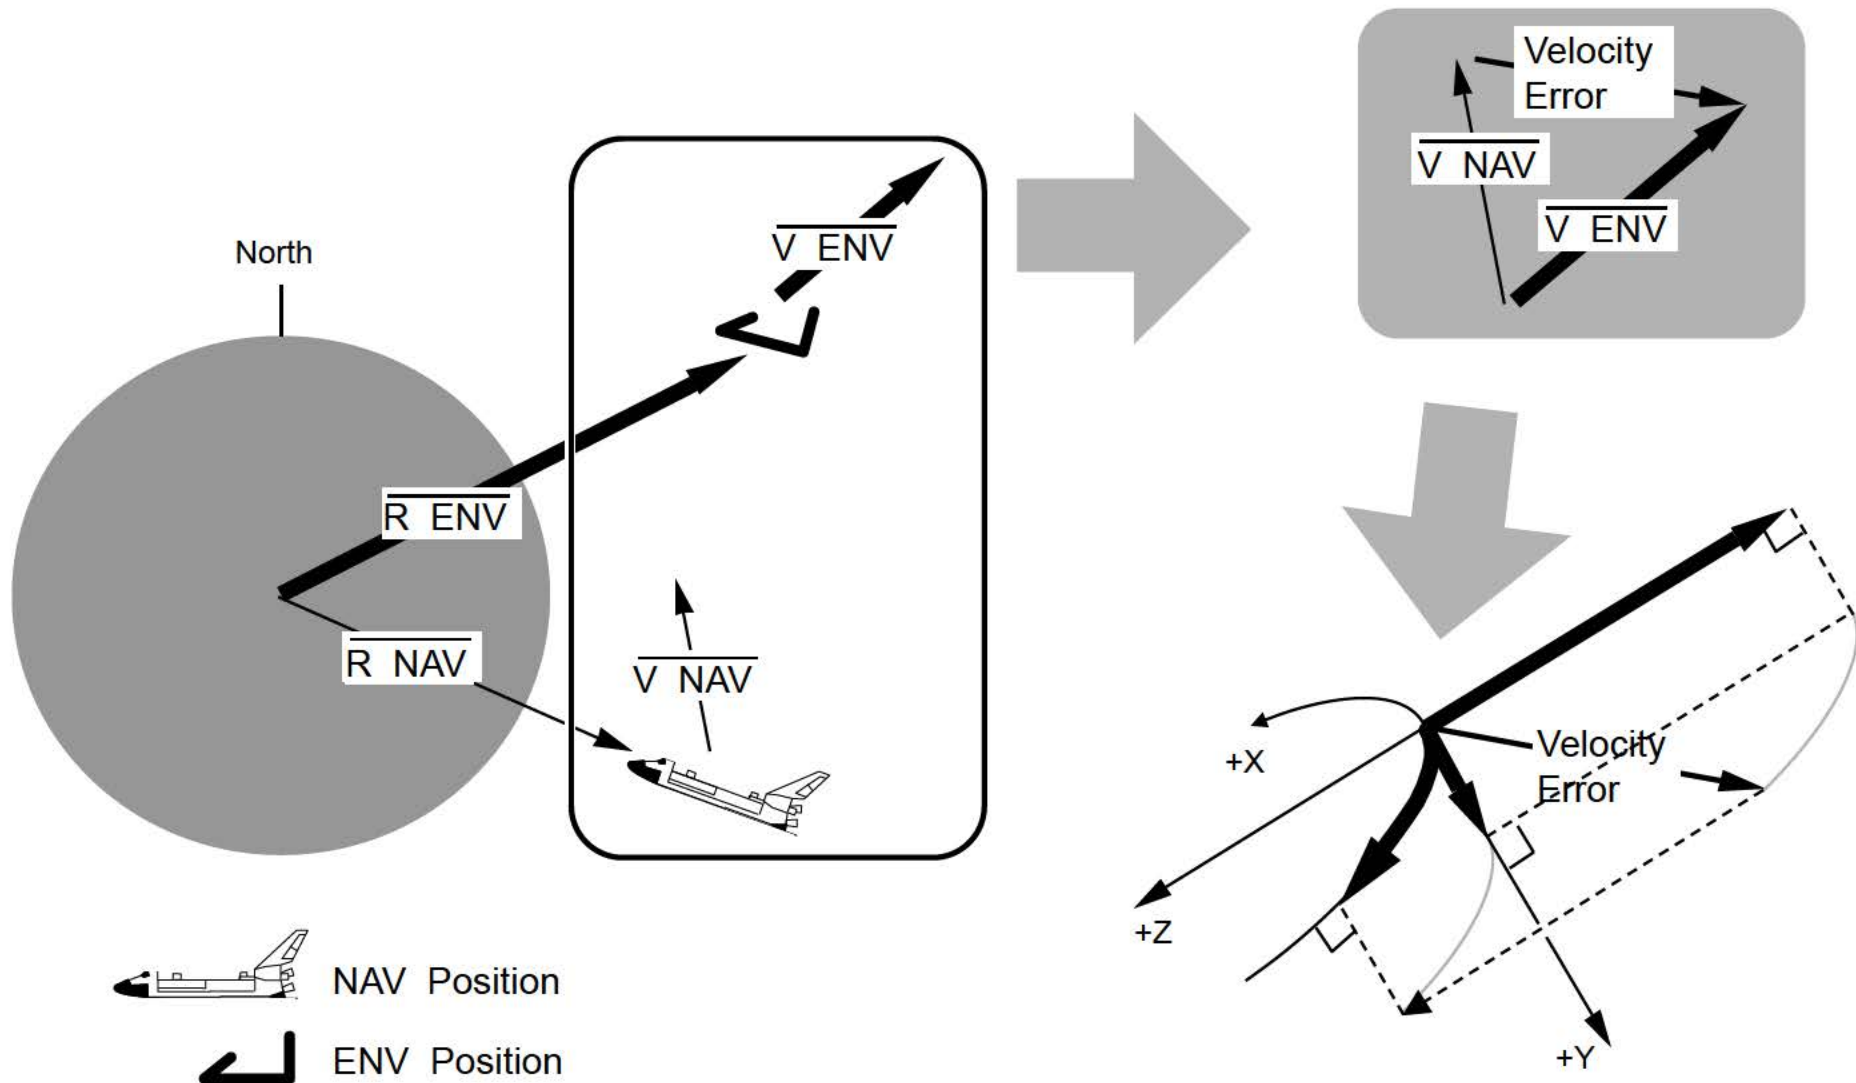 North
V ENV
R ENV
R NAV
V NAV
NAV Position
ENV Position
Velocity
Error
V NAV
V ENV
+X
Velocity
Error
+Z
+Y